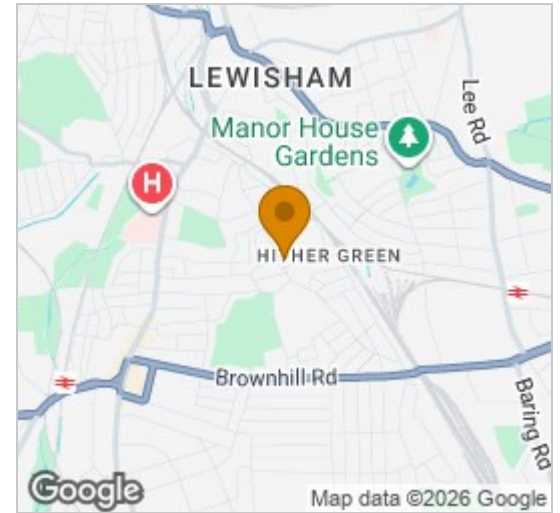 LEWISHAM
Manor House
Gardens
Lee Rd
H
HITHER GREEN
Brownhill Rd
Baring Rd
Google
Map data ©2026 Google